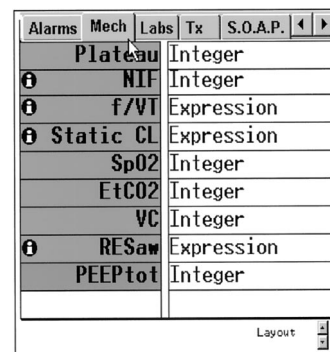 Alarms Mech Labs Tx S.O.A.P.
Plateau Integer
NIF Integer
f/VT Expression
Static CL Expression
SpO2 Integer
EtCO2 Integer
VC Integer
RESaw Expression
PEEPtot Integer
Layout